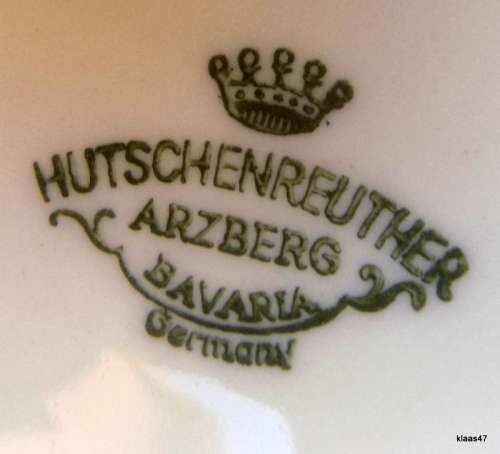 HUTSCHENREUTHER
ARZBERG
BAVARIA
Germany
klaas47